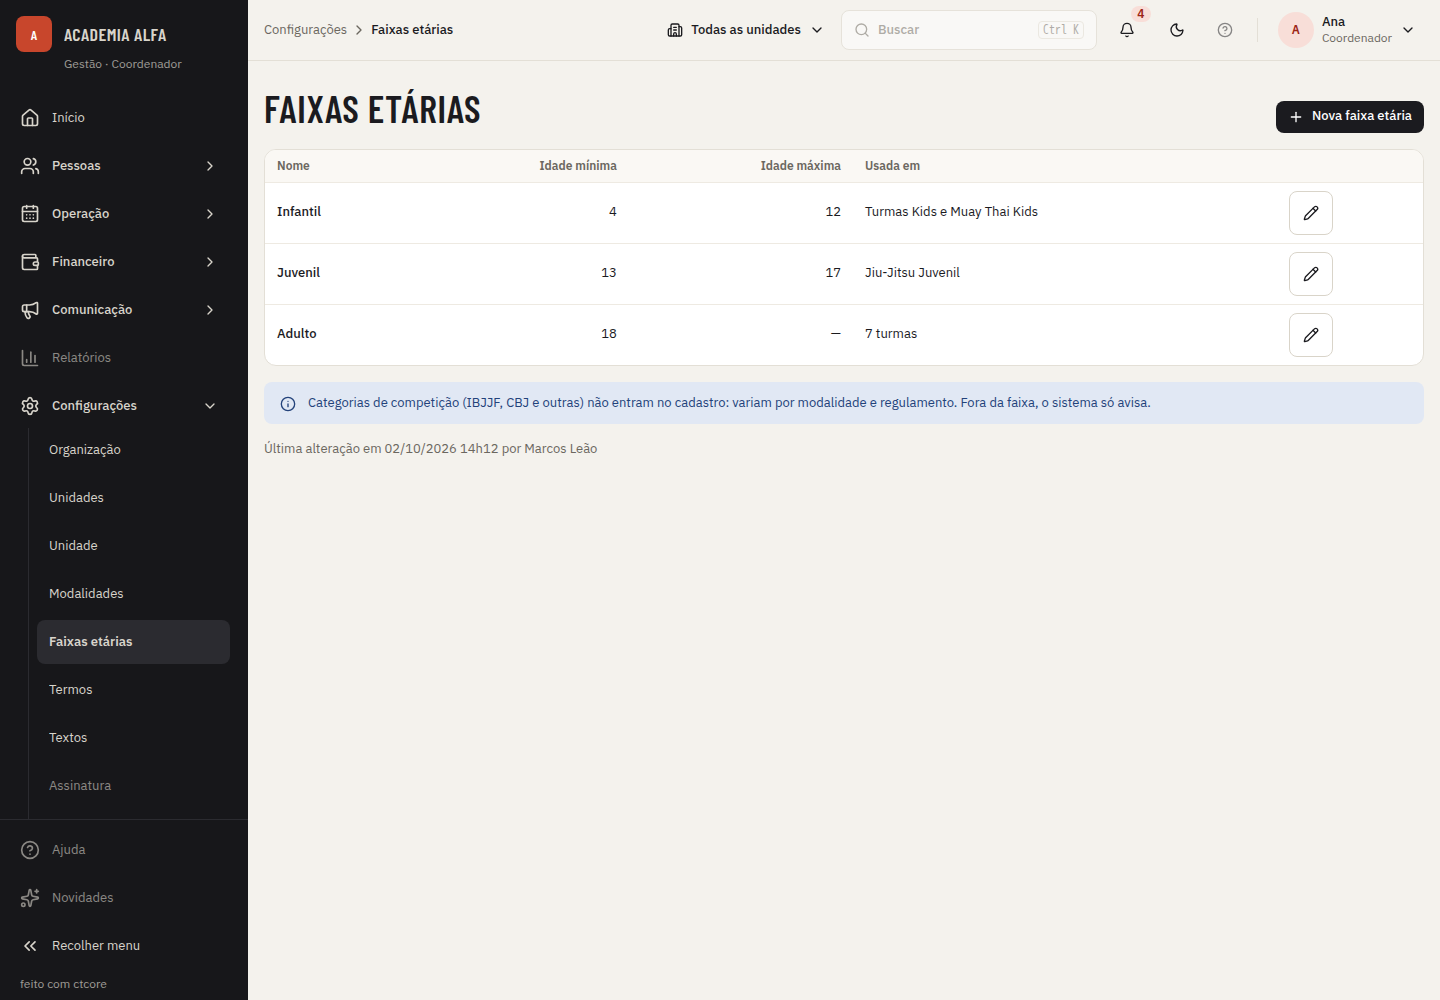 A
ACADEMIA ALFA
Gestão · Coordenador
Início
Pessoas
Operação
Financeiro
Comunicação
Relatórios
Configurações
Organização
Unidades
Unidade
Modalidades
Faixas etárias
Termos
Textos
Assinatura
Ajuda
Novidades
Recolher menu
feito com ctcore
Configurações > Faixas etárias
Todas as unidades
Buscar
Ctrl K
4
A
Ana
Coordenador
FAIXAS ETÁRIAS
Nova faixa etária
Nome Idade mínima Idade máxima Usada em
Infantil 4 12 Turmas Kids e Muay Thai Kids
Juvenil 13 17 Jiu-Jitsu Juvenil
Adulto 18 — 7 turmas
Categorias de competição (IBJJF, CBJ e outras) não entram no cadastro: variam por modalidade e regulamento. Fora da faixa, o sistema só avisa.
Última alteração em 02/10/2026 14h12 por Marcos Leão